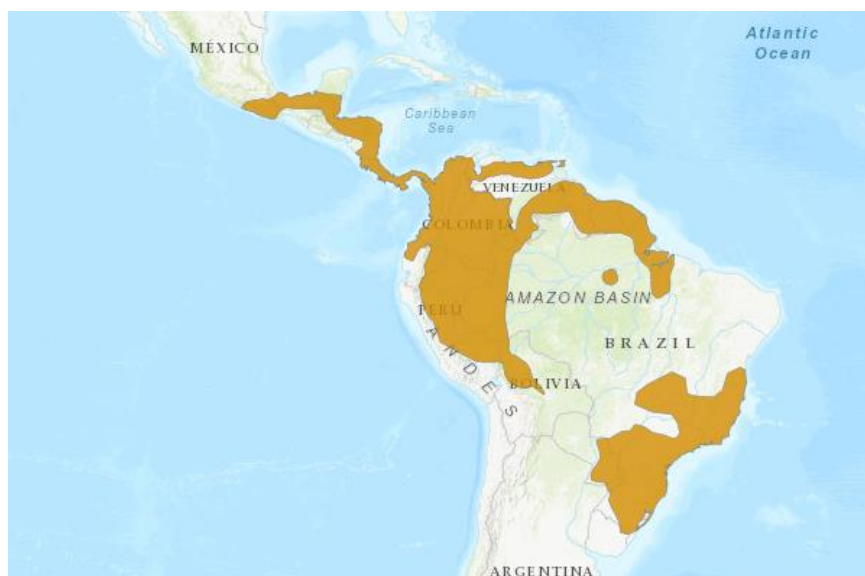 MÉXICO
Atlantic
Ocean
Caribbean
Sea
VENEZUELA
COLOMBIA
AMAZON BASIN
PERU
BRAZIL
ANDES
BOLIVIA
ARGENTINA